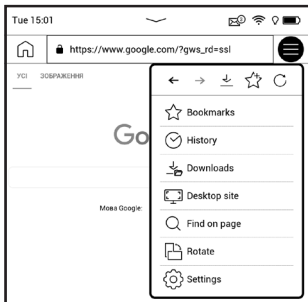 Tue 15:01
https://www.google.com/?gws_rd=ssl
УСІ ЗОБРАЖЕННЯ
Go
Мова Google:
Bookmarks
History
Downloads
Desktop site
Find on page
Rotate
Settings